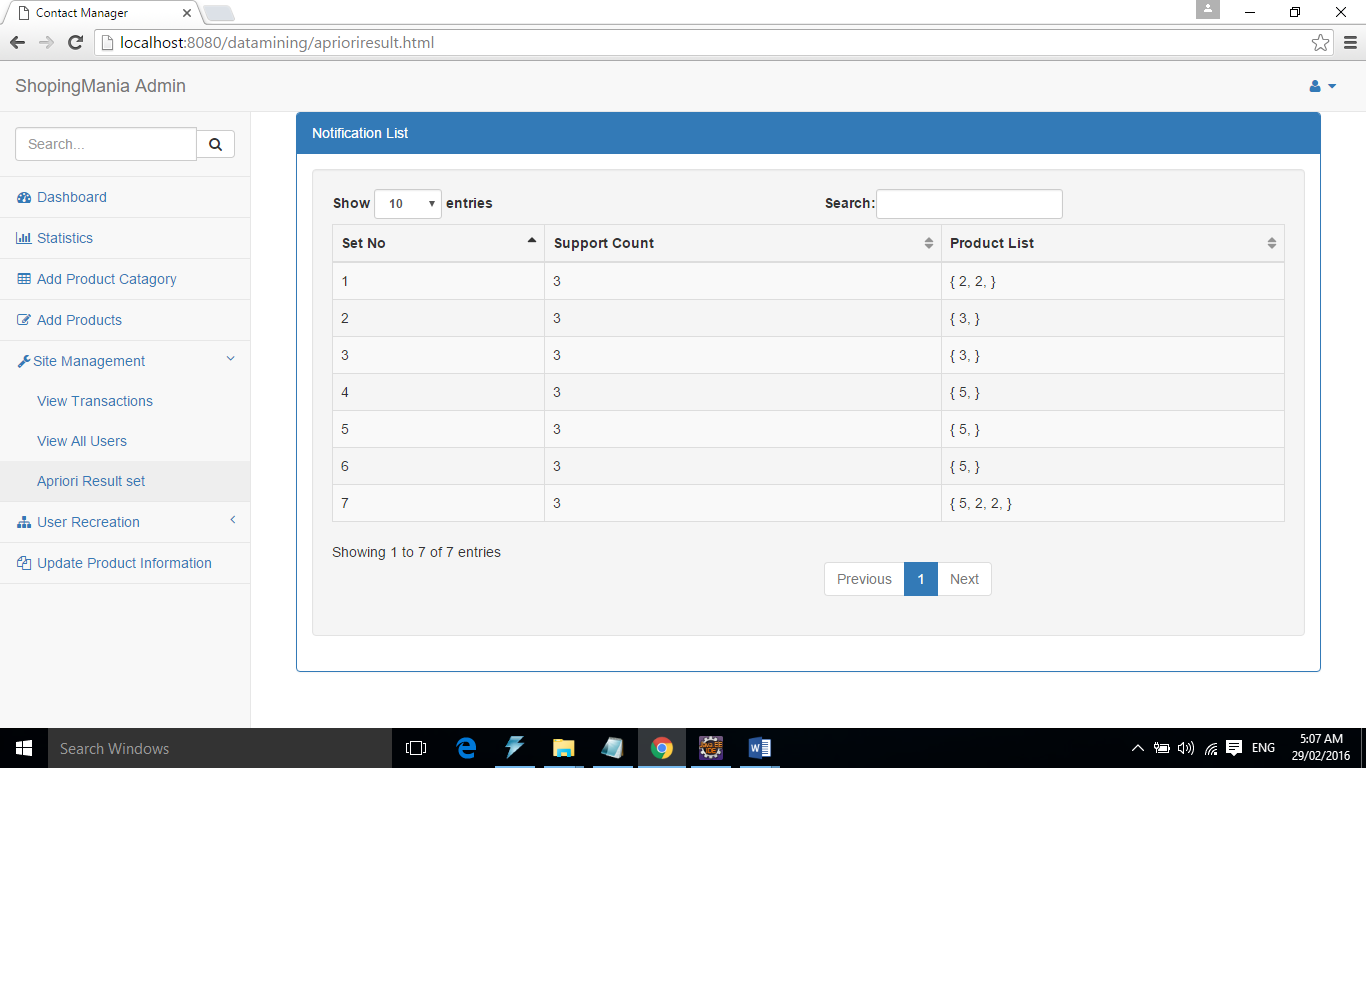 Contact Manager
localhost:8080/datamining/aprioriresult.html
ShopingMania Admin
Search...
Dashboard
Statistics
Add Product Catagory
Add Products
Site Management
View Transactions
View All Users
Apriori Result set
User Recreation
Update Product Information
Notification List
Show 10 entries Search:
Set No Support Count Product List
1 3 { 2, 2, }
2 3 { 3, }
3 3 { 3, }
4 3 { 5, }
5 3 { 5, }
6 3 { 5, }
7 3 { 5, 2, 2, }
Showing 1 to 7 of 7 entries
Previous 1 Next
Search Windows
ENG
5:07 AM
29/02/2016